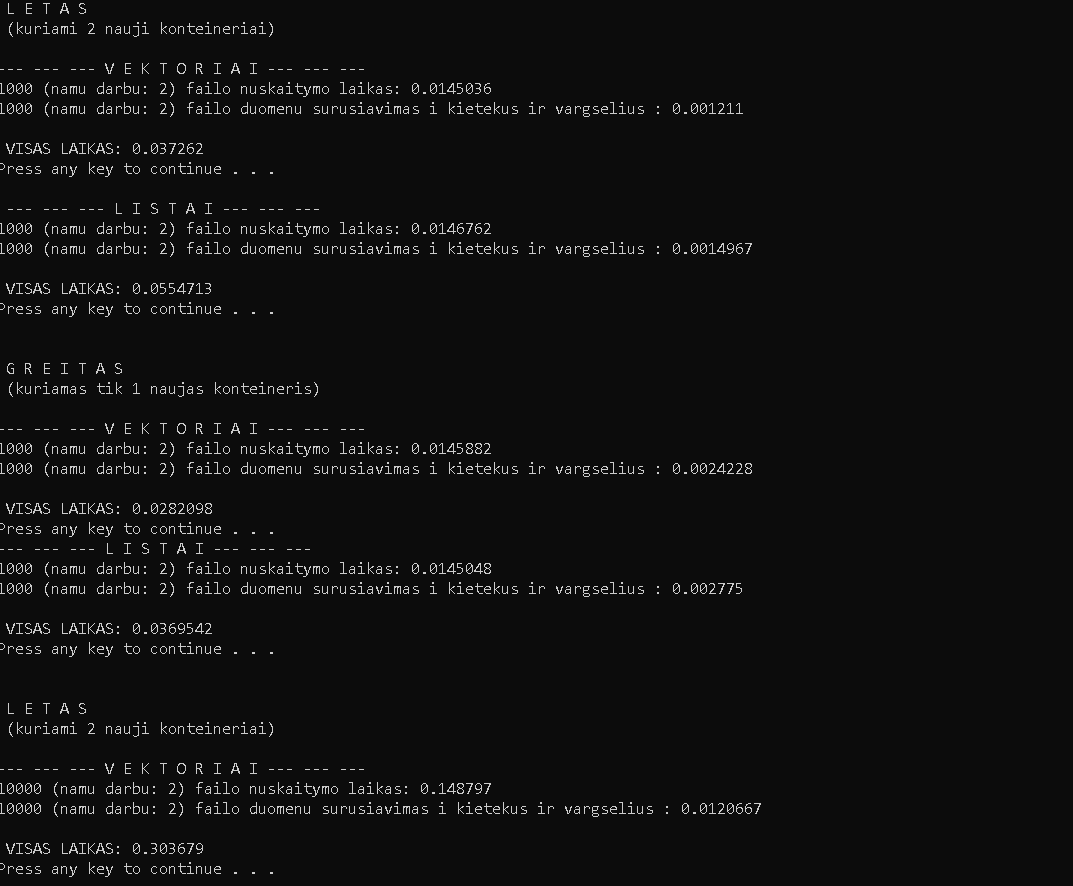 L E T A S
(kuriami 2 nauji konteineriai)
--- --- --- V E K T O R I A I --- --- ---
1000 (namu darbu: 2) failo nuskaitymo laikas: 0.0145036
1000 (namu darbu: 2) failo duomenu surusiavimas i kietekus ir vargselius : 0.001211
VISAS LAIKAS: 0.037262
Press any key to continue . . .
--- --- --- L I S T A I --- --- ---
1000 (namu darbu: 2) failo nuskaitymo laikas: 0.0146762
1000 (namu darbu: 2) failo duomenu surusiavimas i kietekus ir vargselius : 0.0014967
VISAS LAIKAS: 0.0554713
Press any key to continue . . .
G R E I T A S
(kuriamas tik 1 naujas konteineris)
--- --- --- V E K T O R I A I --- --- ---
1000 (namu darbu: 2) failo nuskaitymo laikas: 0.0145882
1000 (namu darbu: 2) failo duomenu surusiavimas i kietekus ir vargselius : 0.0024228
VISAS LAIKAS: 0.0282098
Press any key to continue . . .
--- --- --- L I S T A I --- --- ---
1000 (namu darbu: 2) failo nuskaitymo laikas: 0.0145048
1000 (namu darbu: 2) failo duomenu surusiavimas i kietekus ir vargselius : 0.002775
VISAS LAIKAS: 0.0369542
Press any key to continue . . .
L E T A S
(kuriami 2 nauji konteineriai)
--- --- --- V E K T O R I A I --- --- ---
10000 (namu darbu: 2) failo nuskaitymo laikas: 0.148797
10000 (namu darbu: 2) failo duomenu surusiavimas i kietekus ir vargselius : 0.0120667
VISAS LAIKAS: 0.303679
Press any key to continue . . .